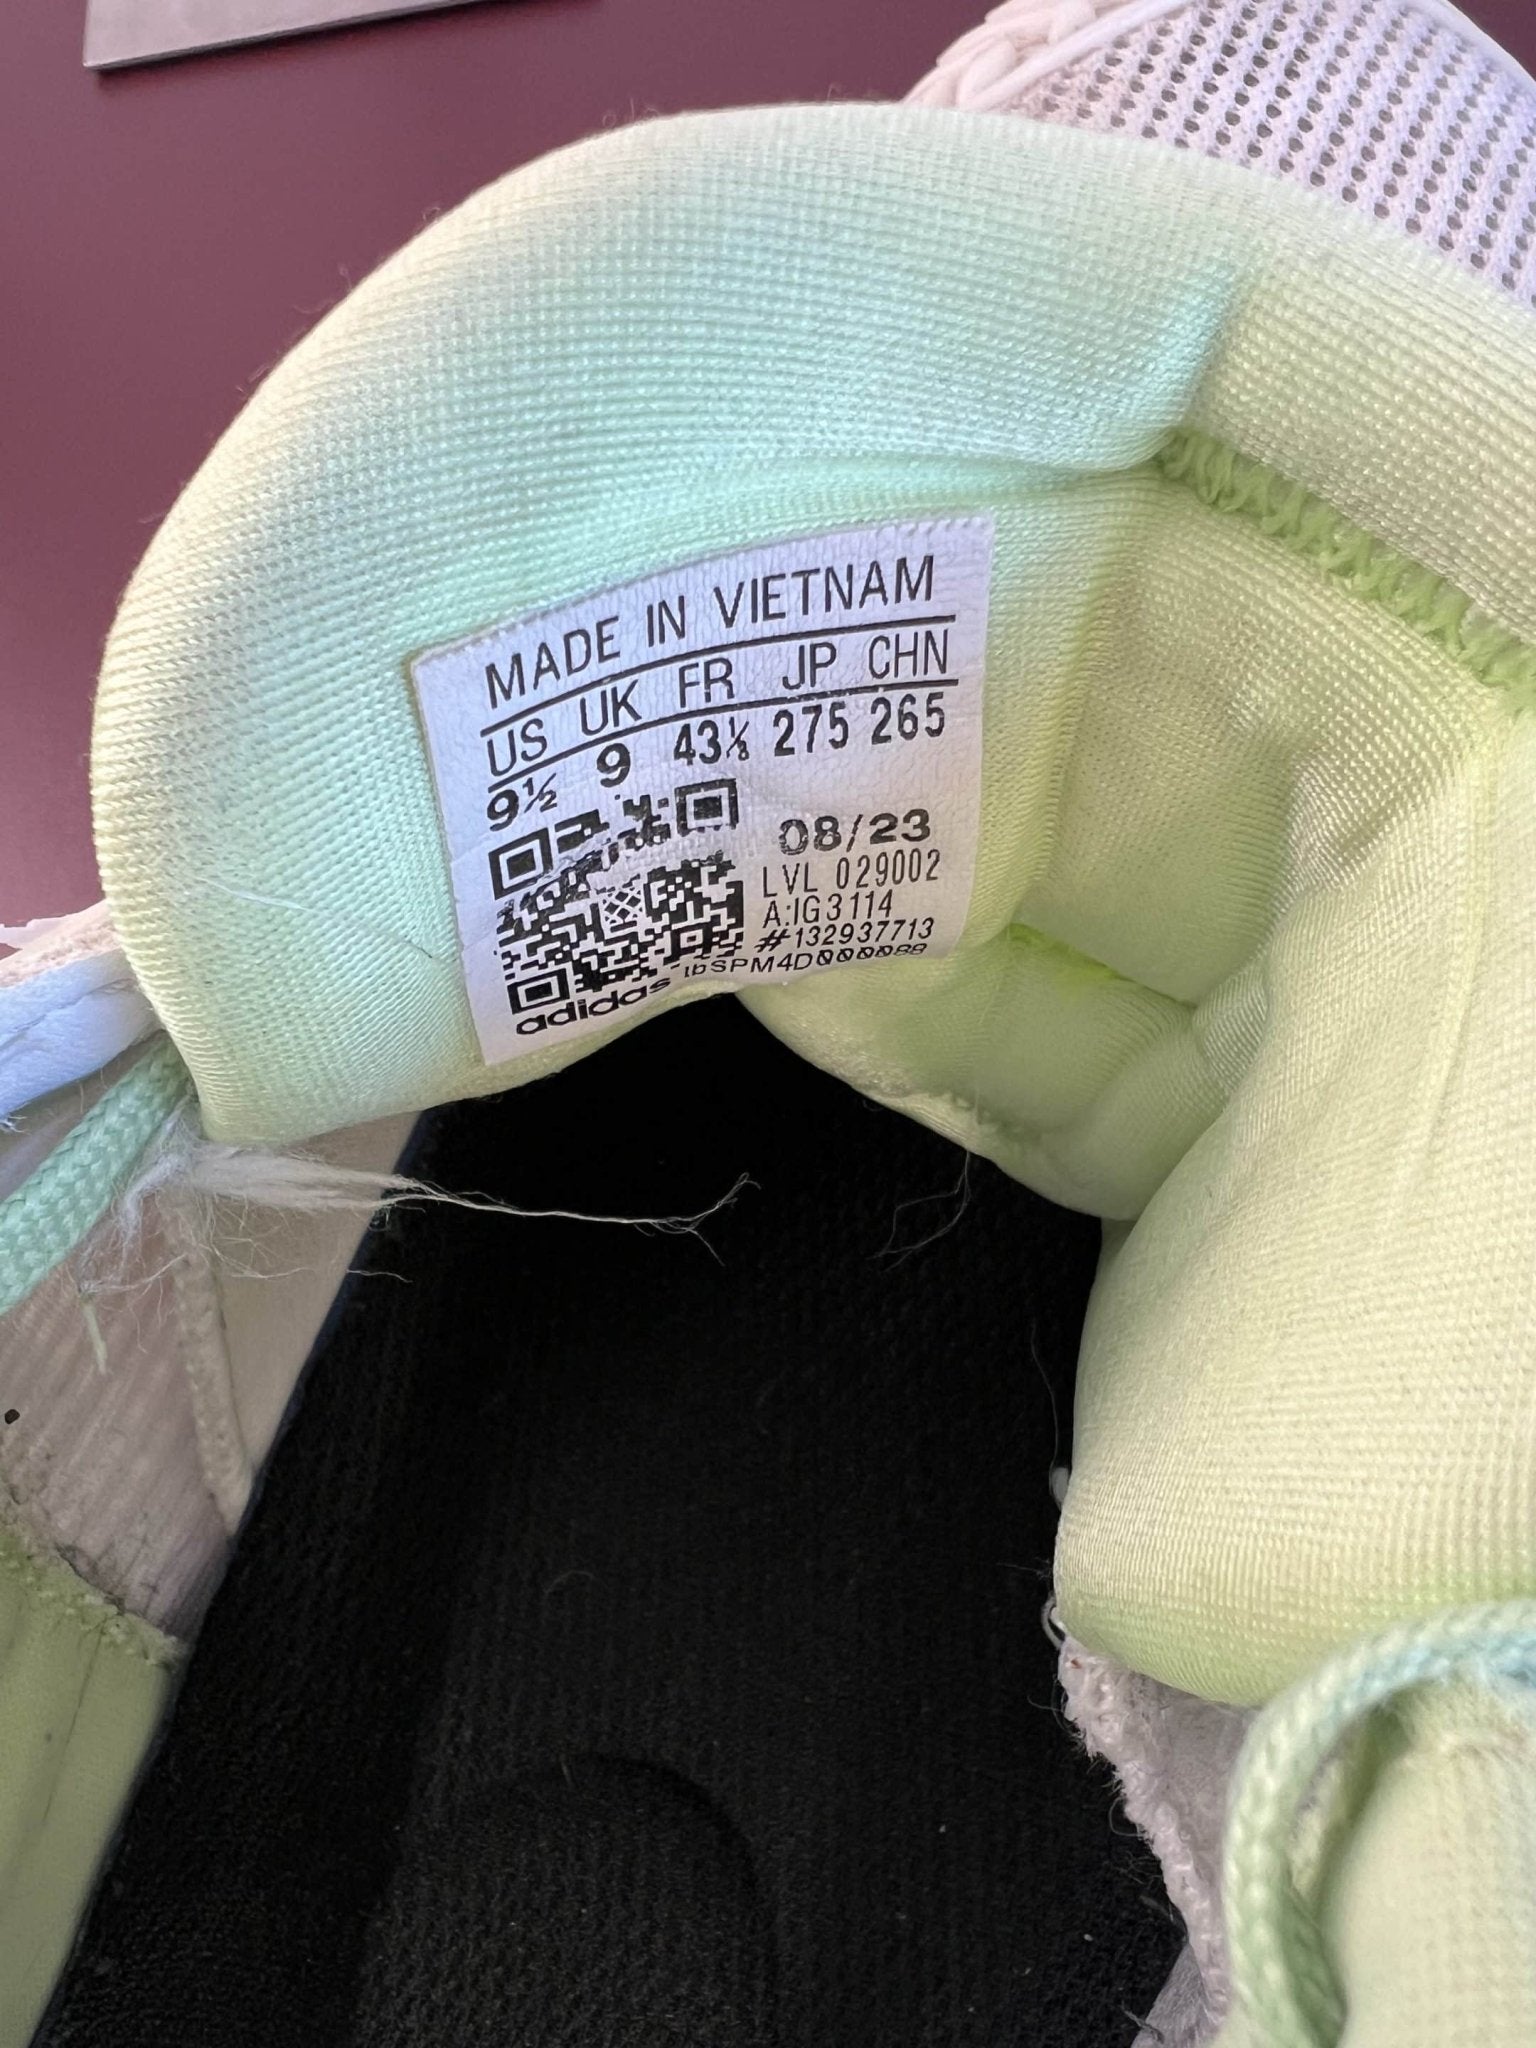 MADE IN VIETNAM
US UK FR JP CHN
9½ 9 43⅓ 275 265
08/23
LVL 029002
A:IG3114
#132937713
adidas